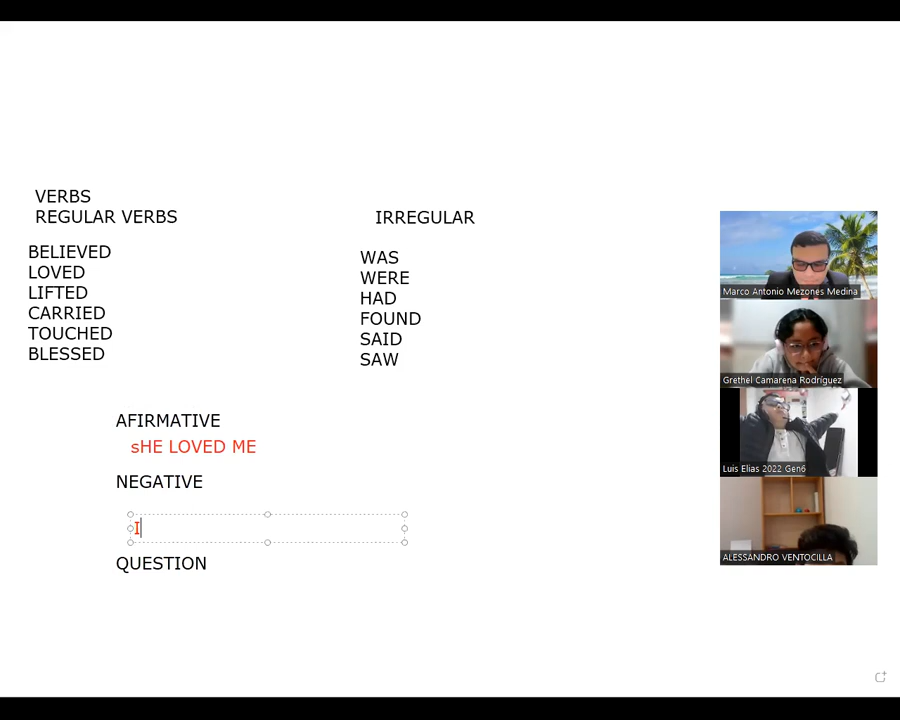 VERBS
REGULAR VERBS
BELIEVED
LOVED
LIFTED
CARRIED
TOUCHED
BLESSED
IRREGULAR
WAS
WERE
HAD
FOUND
SAID
SAW
AFIRMATIVE
sHE LOVED ME
NEGATIVE
I
QUESTION
Marco Antonio Mezones Medina
Grethel Camarena Rodríguez
Luis Elias 2022 Gen6
ALESSANDRO VENTOCILLA